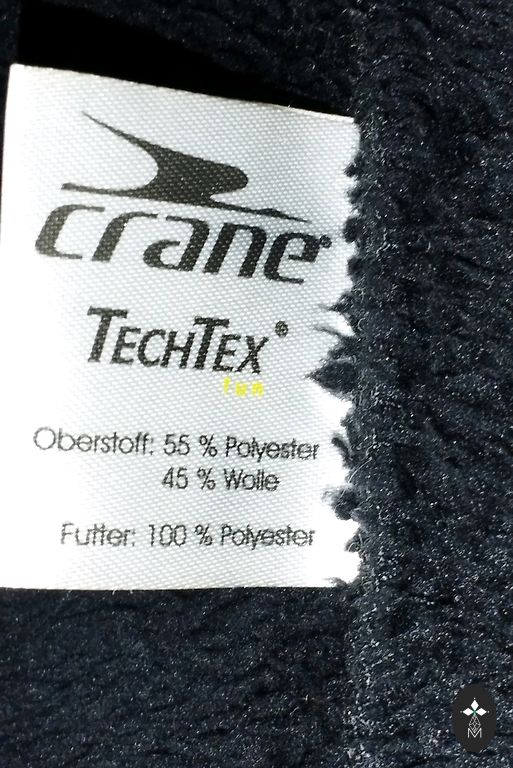 crane®
TECHTEX®
fun
Oberstoff: 55 % Polyester
45 % Wolle
Futter: 100 % Polyester
M